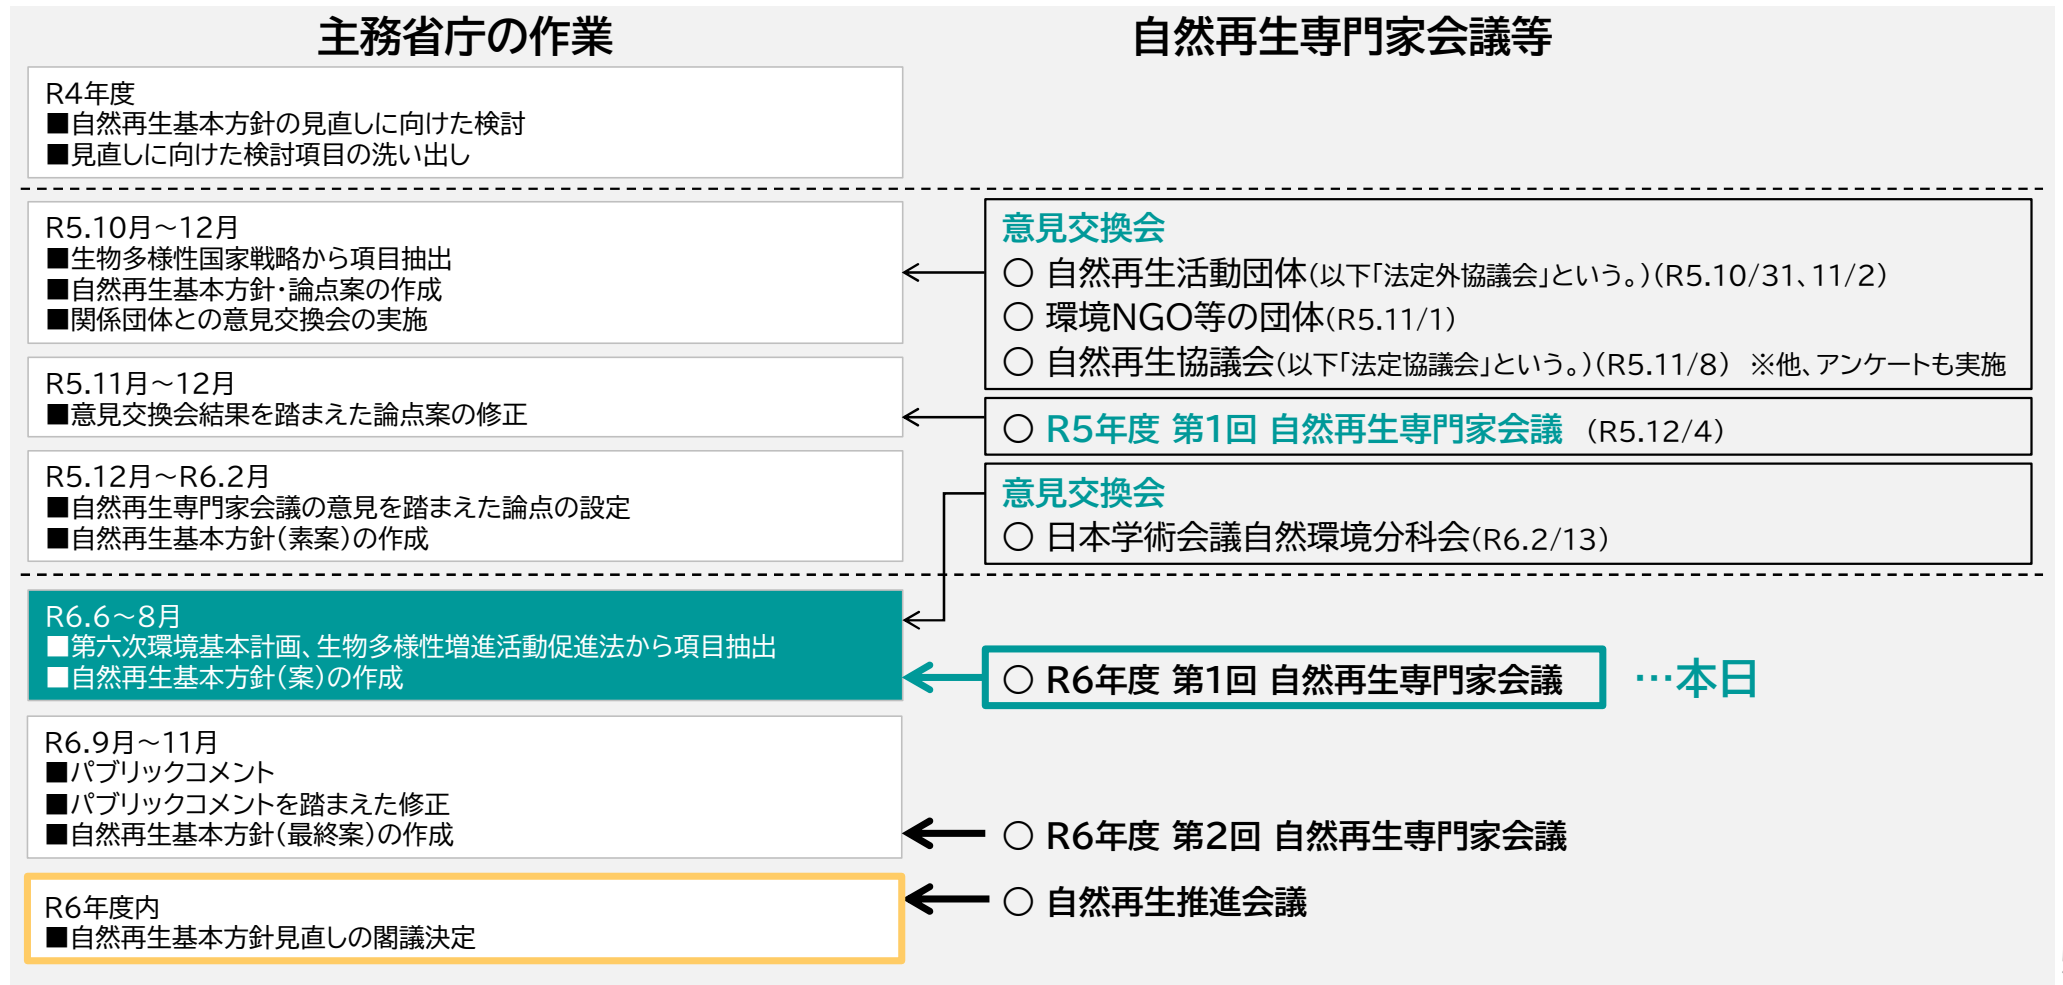 主務省庁の作業
R4年度
■自然再生基本方針の見直しに向けた検討
■見直しに向けた検討項目の洗い出し
R5.10月～12月
■生物多様性国家戦略から項目抽出
■自然再生基本方針・論点案の作成
■関係団体との意見交換会の実施
R5.11月～12月
■意見交換会結果を踏まえた論点案の修正
R5.12月～R6.2月
■自然再生専門家会議の意見を踏まえた論点の設定
■自然再生基本方針（素案）の作成
R6.6～8月
■第六次環境基本計画、生物多様性増進活動促進法から項目抽出
■自然再生基本方針（案）の作成
R6.9月～11月
■パブリックコメント
■パブリックコメントを踏まえた修正
■自然再生基本方針（最終案）の作成
R6年度内
■自然再生基本方針見直しの閣議決定
自然再生専門家会議等
意見交換会
○ 自然再生活動団体（以下「法定外協議会」という。）（R5.10/31、11/2）
○ 環境NGO等の団体（R5.11/1）
○ 自然再生協議会（以下「法定協議会」という。）（R5.11/8） ※他、アンケートも実施
○ R5年度 第1回 自然再生専門家会議 （R5.12/4）
意見交換会
○ 日本学術会議自然環境分科会（R6.2/13）
○ R6年度 第1回 自然再生専門家会議 …本日
○ R6年度 第2回 自然再生専門家会議
○ 自然再生推進会議